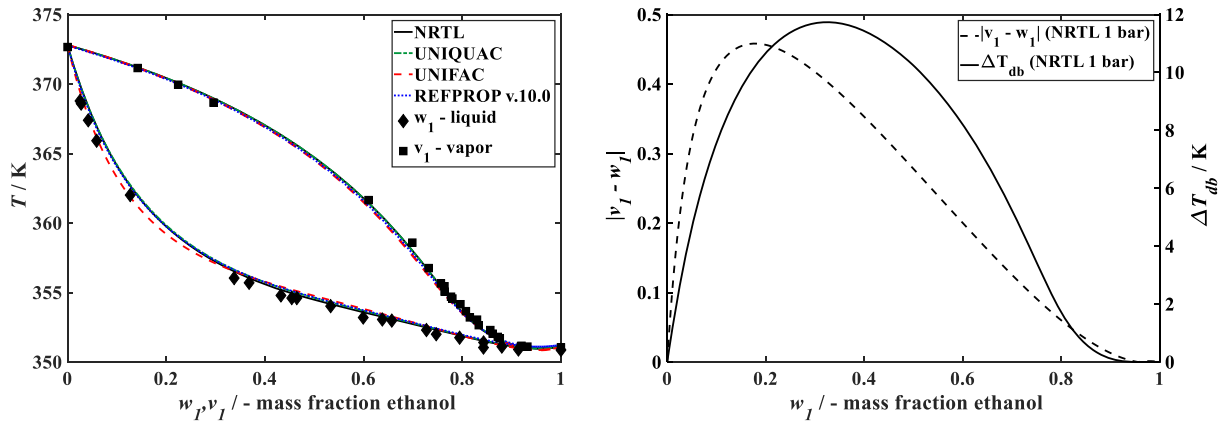 375
370
365
360
355
350
T / K
0
0.2
0.4
0.6
0.8
1
w1,v1 / - mass fraction ethanol
NRTL
UNIQUAC
UNIFAC
REFPROP v.10.0
w1 - liquid
v1 - vapor
0.5
0.4
0.3
0.2
0.1
0
|v1 - w1|
0
0.2
0.4
0.6
0.8
1
w1 / - mass fraction ethanol
|v1 - w1| (NRTL 1 bar)
ΔTdb (NRTL 1 bar)
12
10
8
6
4
2
0
ΔTdb / K